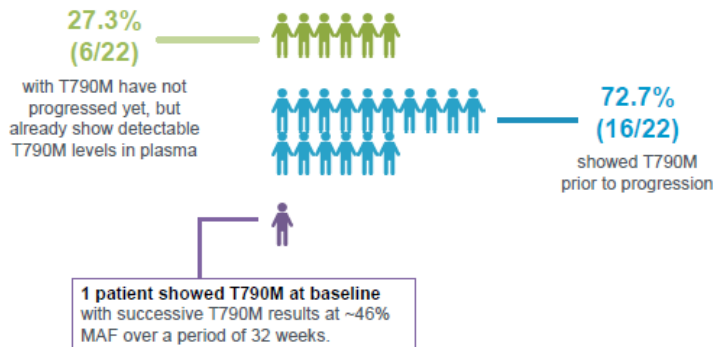 27.3%
(6/22)
with T790M have not
progressed yet, but
already show detectable
T790M levels in plasma
72.7%
(16/22)
showed T790M
prior to progression
1 patient showed T790M at baseline
with successive T790M results at ~46%
MAF over a period of 32 weeks.